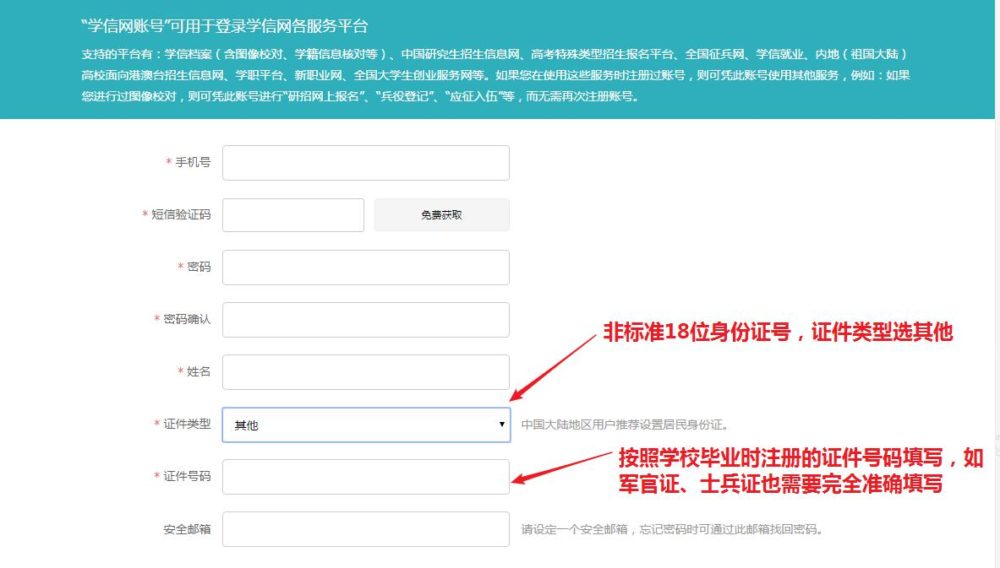 “学信网账号”可用于登录学信网各服务平台
支持的平台有：学信档案（含图像校对、学籍信息核对等）、中国研究生招生信息网、高考特殊类型招生报名平台、全国征兵网、学信就业、内地（祖国大陆）
高校面向港澳台招生信息网、学职平台、新职业网、全国大学生创业服务网等。如果您在使用这些服务时注册过账号，则可凭此账号使用其他服务，例如：如果
您进行过图像校对，则可凭此账号进行“研招网上报名”、“兵役登记”、“应征入伍”等，而无需再次注册账号。
* 手机号
* 短信验证码 免费获取
* 密码
* 密码确认
非标准18位身份证号，证件类型选其他
* 姓名
* 证件类型 其他 中国大陆地区用户推荐设置居民身份证。
按照学校毕业时注册的证件号码填写，如
军官证、士兵证也需要完全准确填写
* 证件号码
安全邮箱 请设定一个安全邮箱，忘记密码时可通过此邮箱找回密码。